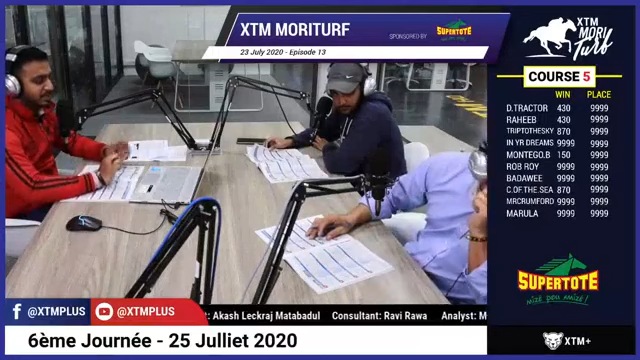 XTM MORITURF
SPONSORED BY SUPERTOTE
23 July 2020 - Episode 13
XTM
MORI
Turf
COURSE 5
WIN PLACE
D.TRACTOR 430 9999
RAHEEB 430 9999
TRIPTOTHESKY 870 9999
IN YR DREAMS 9999 9999
MONTEGO.B 150 9999
ROB ROY 9999 9999
BADAWEE 9999 9999
C.OF.THE.SEA 870 9999
MRCRUMFORD 9999 9999
MARULA 9999 9999
SUPERTOTE
mizé pou amizé!
@XTMPLUS @XTMPLUS
: Akash Leckraj Matabadul Consultant: Ravi Rawa Analyst: M
6ème Journée - 25 Julliet 2020
XTM+